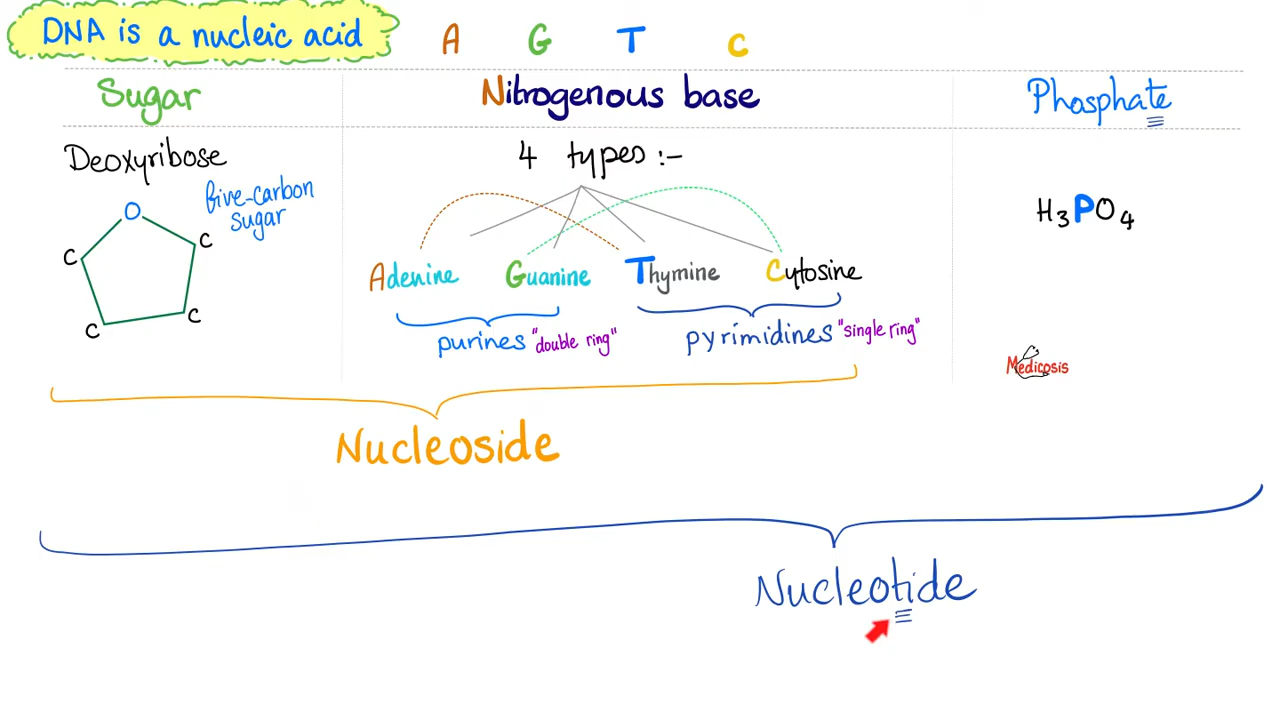 DNA is a nucleic acid
A G T C
Sugar
Nitrogenous base
Phosphate
Deoxyribose
five-carbon
sugar
O
C
C
C
C
4 types :-
Adenine Guanine Thymine Cytosine
purines "double ring"
pyrimidines "single ring"
H3PO4
Medicosis
Nucleoside
Nucleotide